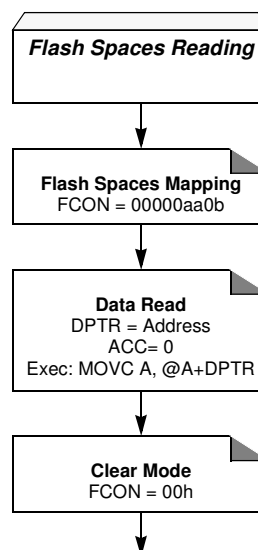 Flash Spaces Reading
Flash Spaces Mapping
FCON = 00000aa0b
Data Read
DPTR = Address
ACC= 0
Exec: MOVC A, @A+DPTR
Clear Mode
FCON = 00h